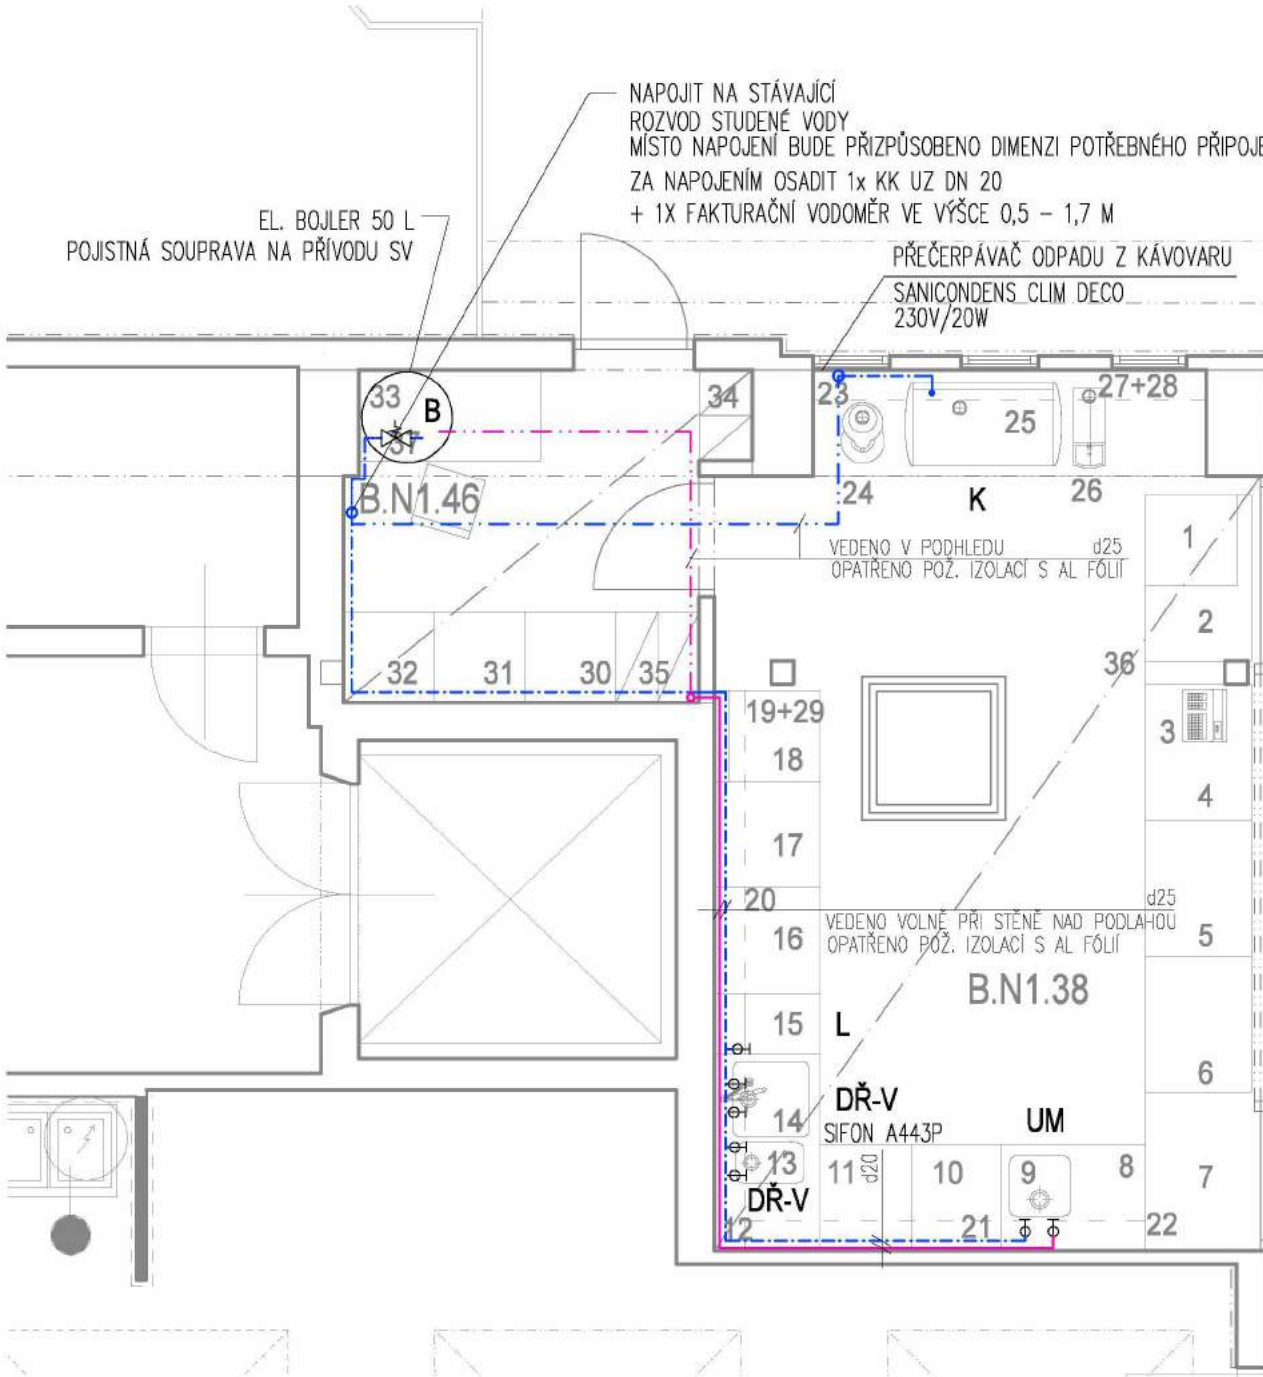 NAPOJIT NA STÁVAJÍCÍ
ROZVOD STUDENÉ VODY
MÍSTO NAPOJENÍ BUDE PŘIZPŮSOBENO DIMENZI POTŘEBNÉHO PŘIPOJE
ZA NAPOJENÍM OSADIT 1x KK UZ DN 20
+ 1X FAKTURAČNÍ VODOMĚR VE VÝŠCE 0,5 – 1,7 M
EL. BOJLER 50 L
POJISTNÁ SOUPRAVA NA PŘÍVODU SV
PŘEČERPÁVAČ ODPADU Z KÁVOVARU
SANICONDENS CLIM DECO
230V/20W
33
B
37
34
23
25
27+28
24
K
26
B.N1.46
VEDENO V PODHLEDU d25
OPATŘENO POŽ. IZOLACÍ S AL FÓLIÍ
1
2
36
32
31
30
35
19+29
18
3
4
17
20
d25
VEDENO VOLNĚ PŘI STĚNĚ NAD PODLAHOU
OPATŘENO POŽ. IZOLACÍ S AL FÓLIÍ
16
5
B.N1.38
15
L
6
DŘ-V
14
SIFON A443P
UM
13
11
d20
10
9
8
7
DŘ-V
12
21
22